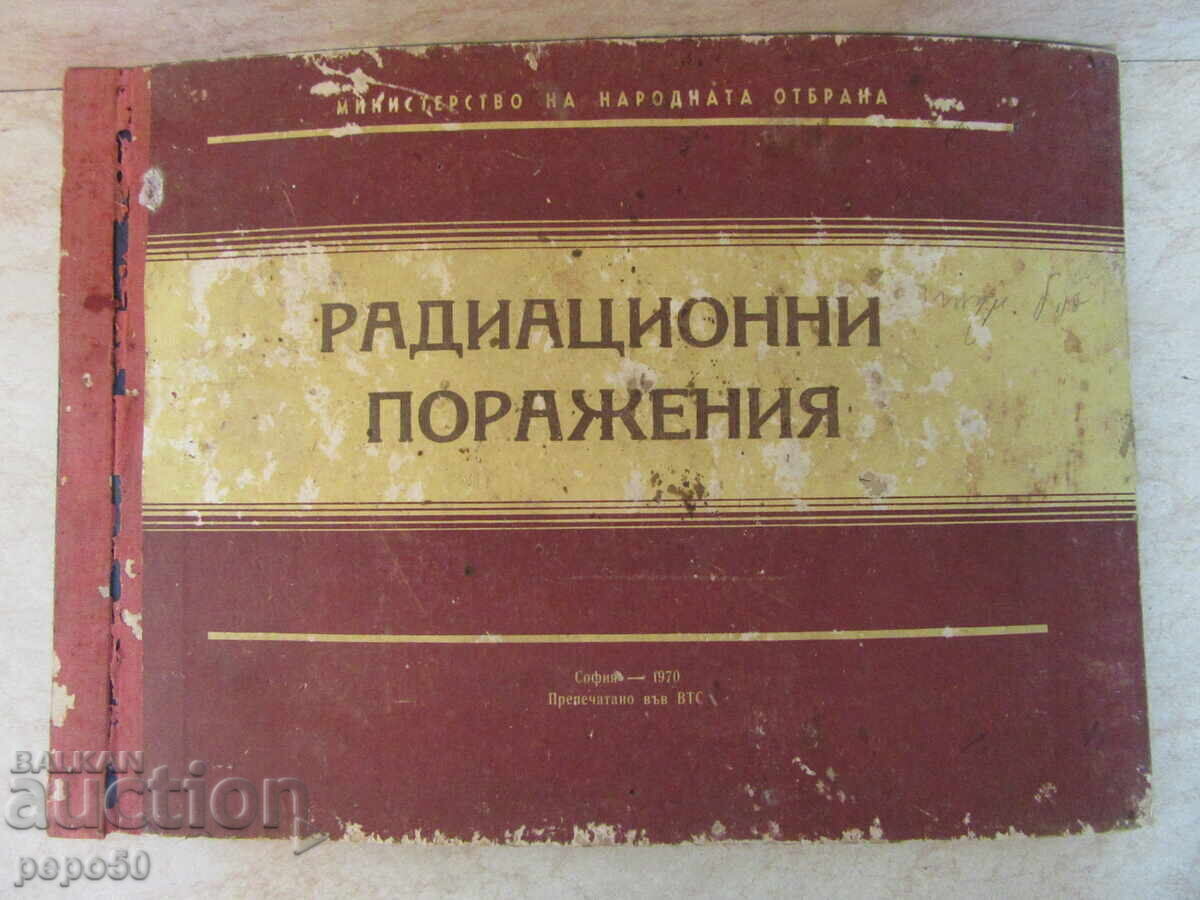 МИНИСТЕРСТВО НА НАРОДНАТА ОТБРАНА
РАДИАЦИОННИ
ПОРАЖЕНИЯ
София — 1970
Препечатано във ВТС
BALKAN
auction
pepo50